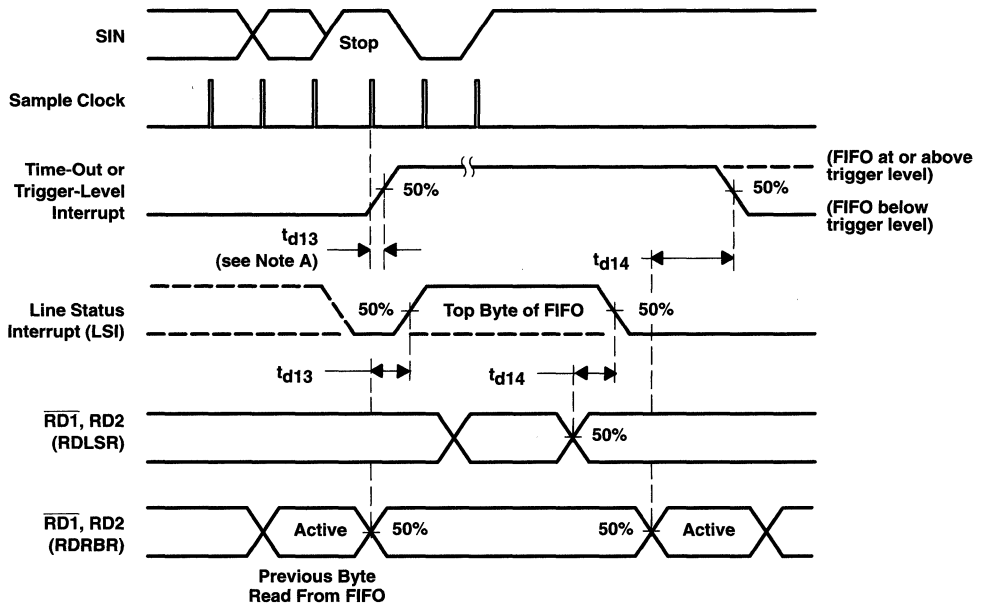 SIN
Stop
Sample Clock
Time-Out or
Trigger-Level
Interrupt
50%
50%
(FIFO at or above
trigger level)
(FIFO below
trigger level)
td13
(see Note A)
td14
Line Status
Interrupt (LSI)
50%
Top Byte of FIFO
50%
td13
td14
RD1, RD2
(RDLSR)
50%
RD1, RD2
(RDRBR)
Active
50%
50%
Active
Previous Byte
Read From FIFO